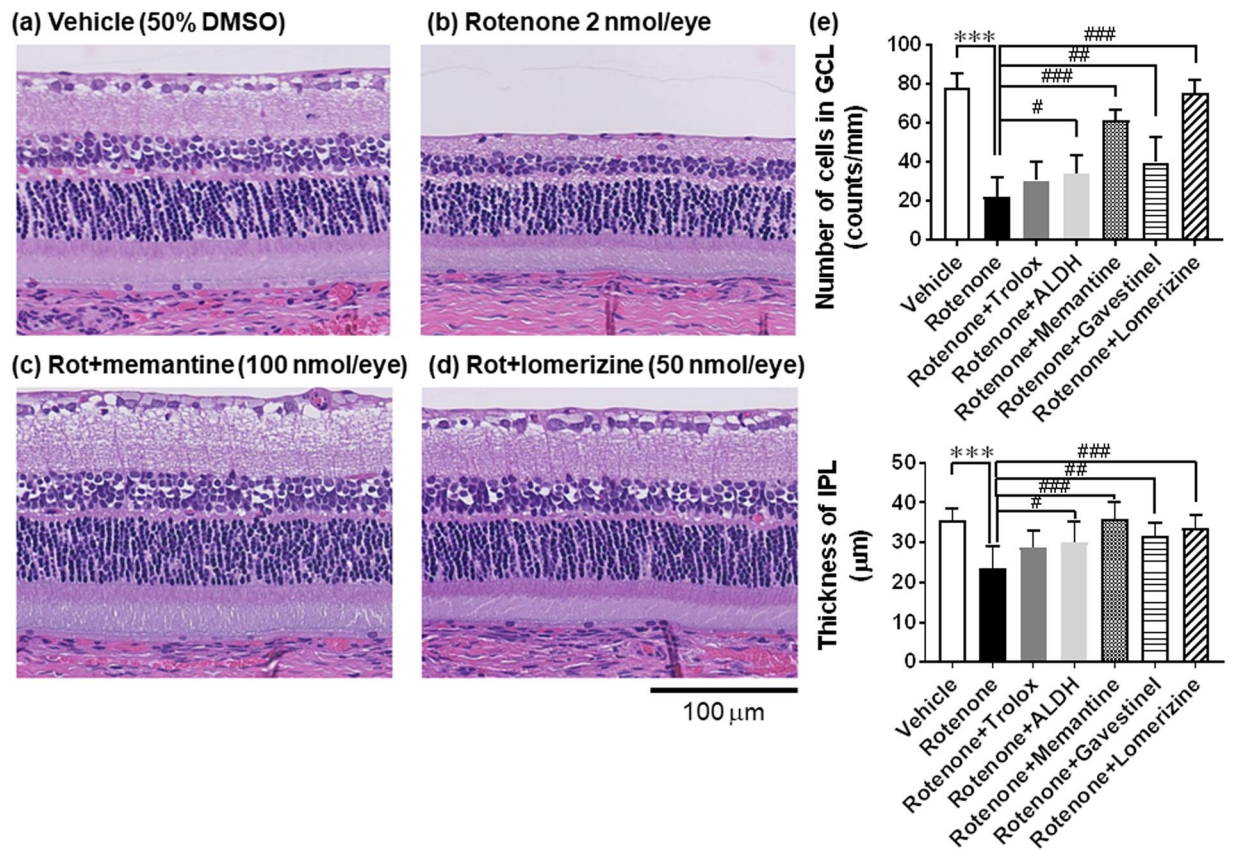 (a) Vehicle (50% DMSO)
(b) Rotenone 2 nmol/eye
(c) Rot+memantine (100 nmol/eye)
(d) Rot+lomerizine (50 nmol/eye)
100 μm
(e)
Number of cells in GCL
(counts/mm)
100
80
60
40
20
0
***
###
##
###
#
Vehicle
Rotenone
Rotenone+Trolox
Rotenone+ALDH
Rotenone+Memantine
Rotenone+Gavestinel
Rotenone+Lomerizine
Thickness of IPL
(μm)
50
40
30
20
10
0
***
###
##
###
#
Vehicle
Rotenone
Rotenone+Trolox
Rotenone+ALDH
Rotenone+Memantine
Rotenone+Gavestinel
Rotenone+Lomerizine